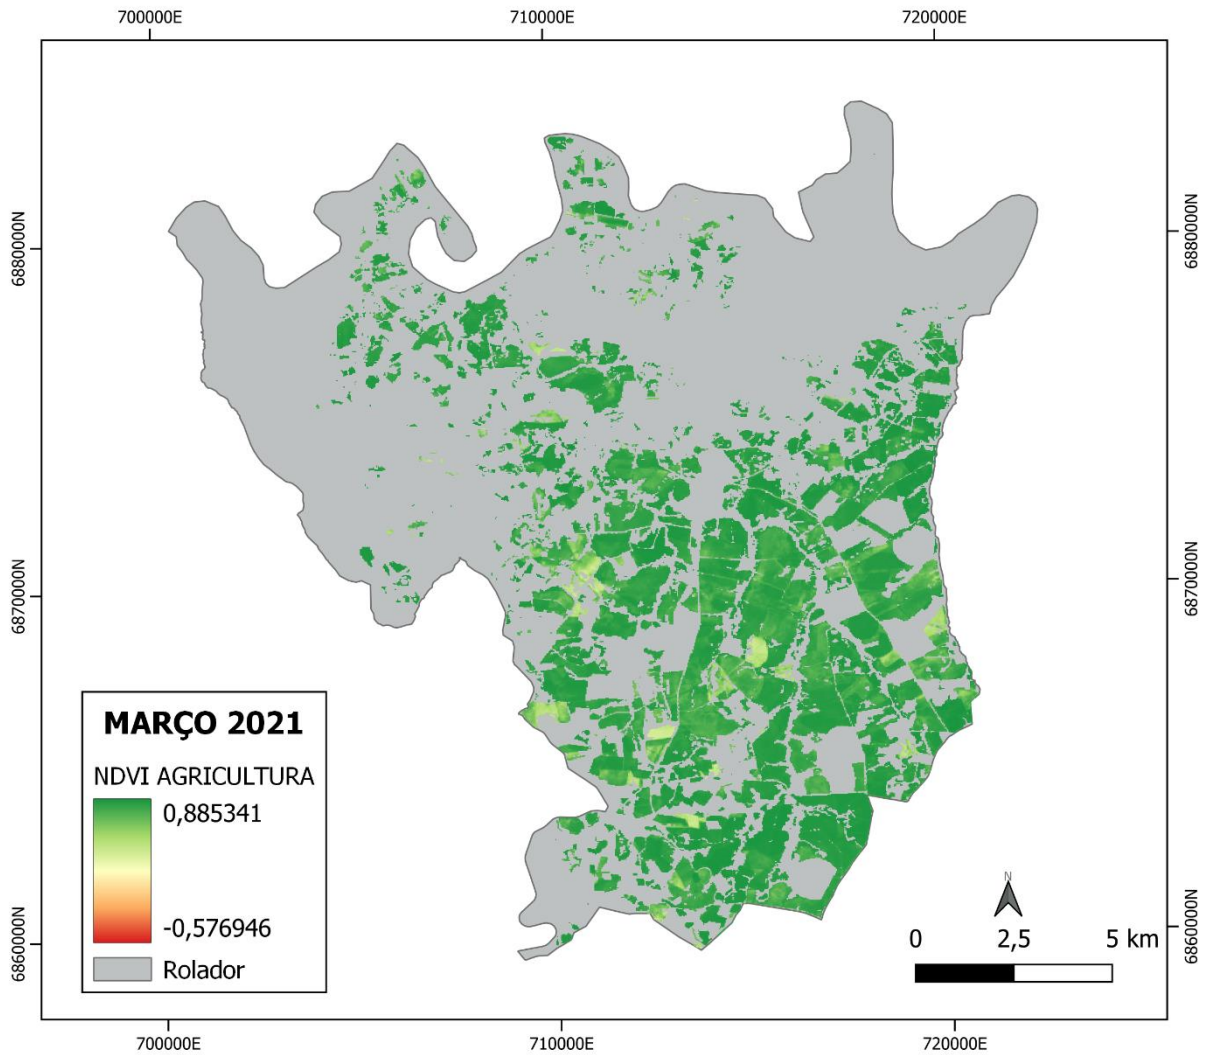 700000E 710000E 720000E
6880000N 6880000N
6870000N 6870000N
MARÇO 2021
NDVI AGRICULTURA
0,885341
-0,576946
Rolador
N
0 2,5 5 km
6860000N 6860000N
700000E 710000E 720000E